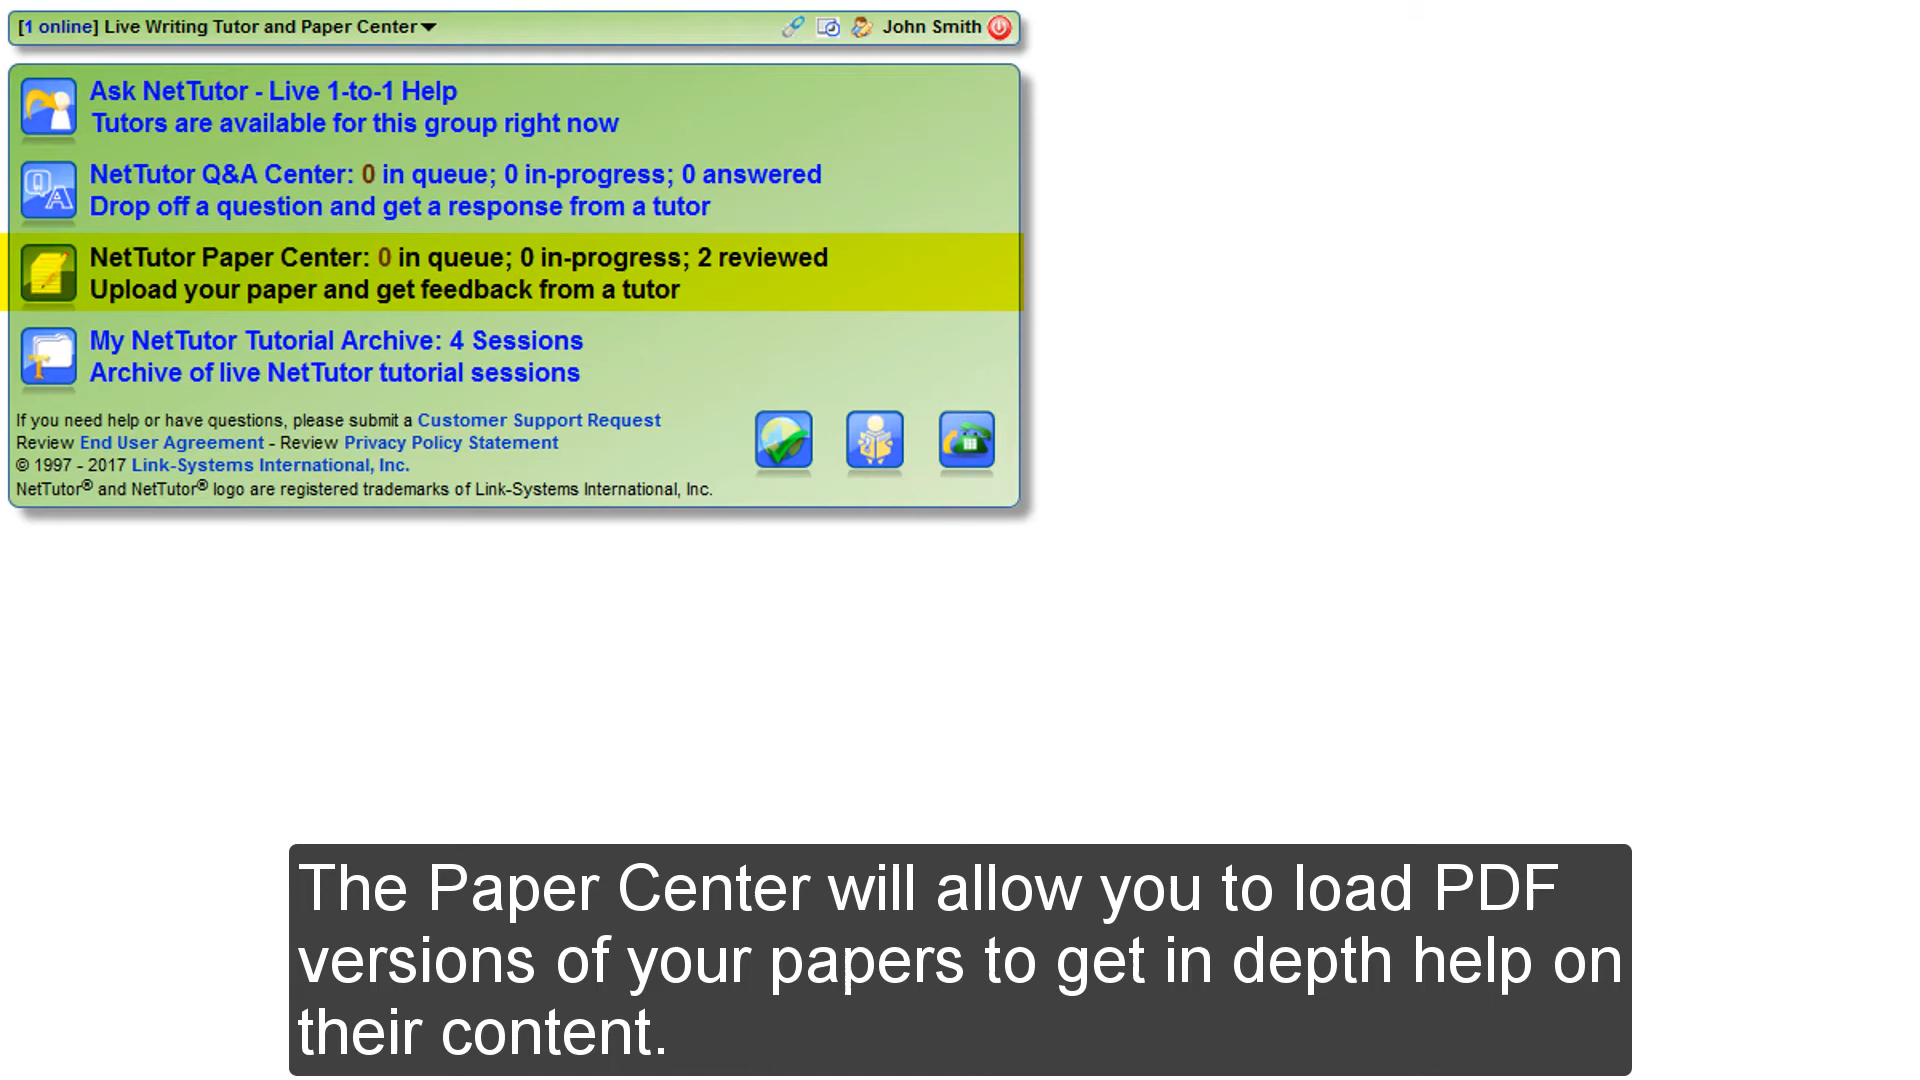 [1 online] Live Writing Tutor and Paper Center
John Smith
Ask NetTutor - Live 1-to-1 Help
Tutors are available for this group right now
NetTutor Q&A Center: 0 in queue; 0 in-progress; 0 answered
Drop off a question and get a response from a tutor
NetTutor Paper Center: 0 in queue; 0 in-progress; 2 reviewed
Upload your paper and get feedback from a tutor
My NetTutor Tutorial Archive: 4 Sessions
Archive of live NetTutor tutorial sessions
If you need help or have questions, please submit a Customer Support Request
Review End User Agreement - Review Privacy Policy Statement
© 1997 - 2017 Link-Systems International, Inc.
NetTutor® and NetTutor® logo are registered trademarks of Link-Systems International, Inc.
The Paper Center will allow you to load PDF
versions of your papers to get in depth help on
their content.